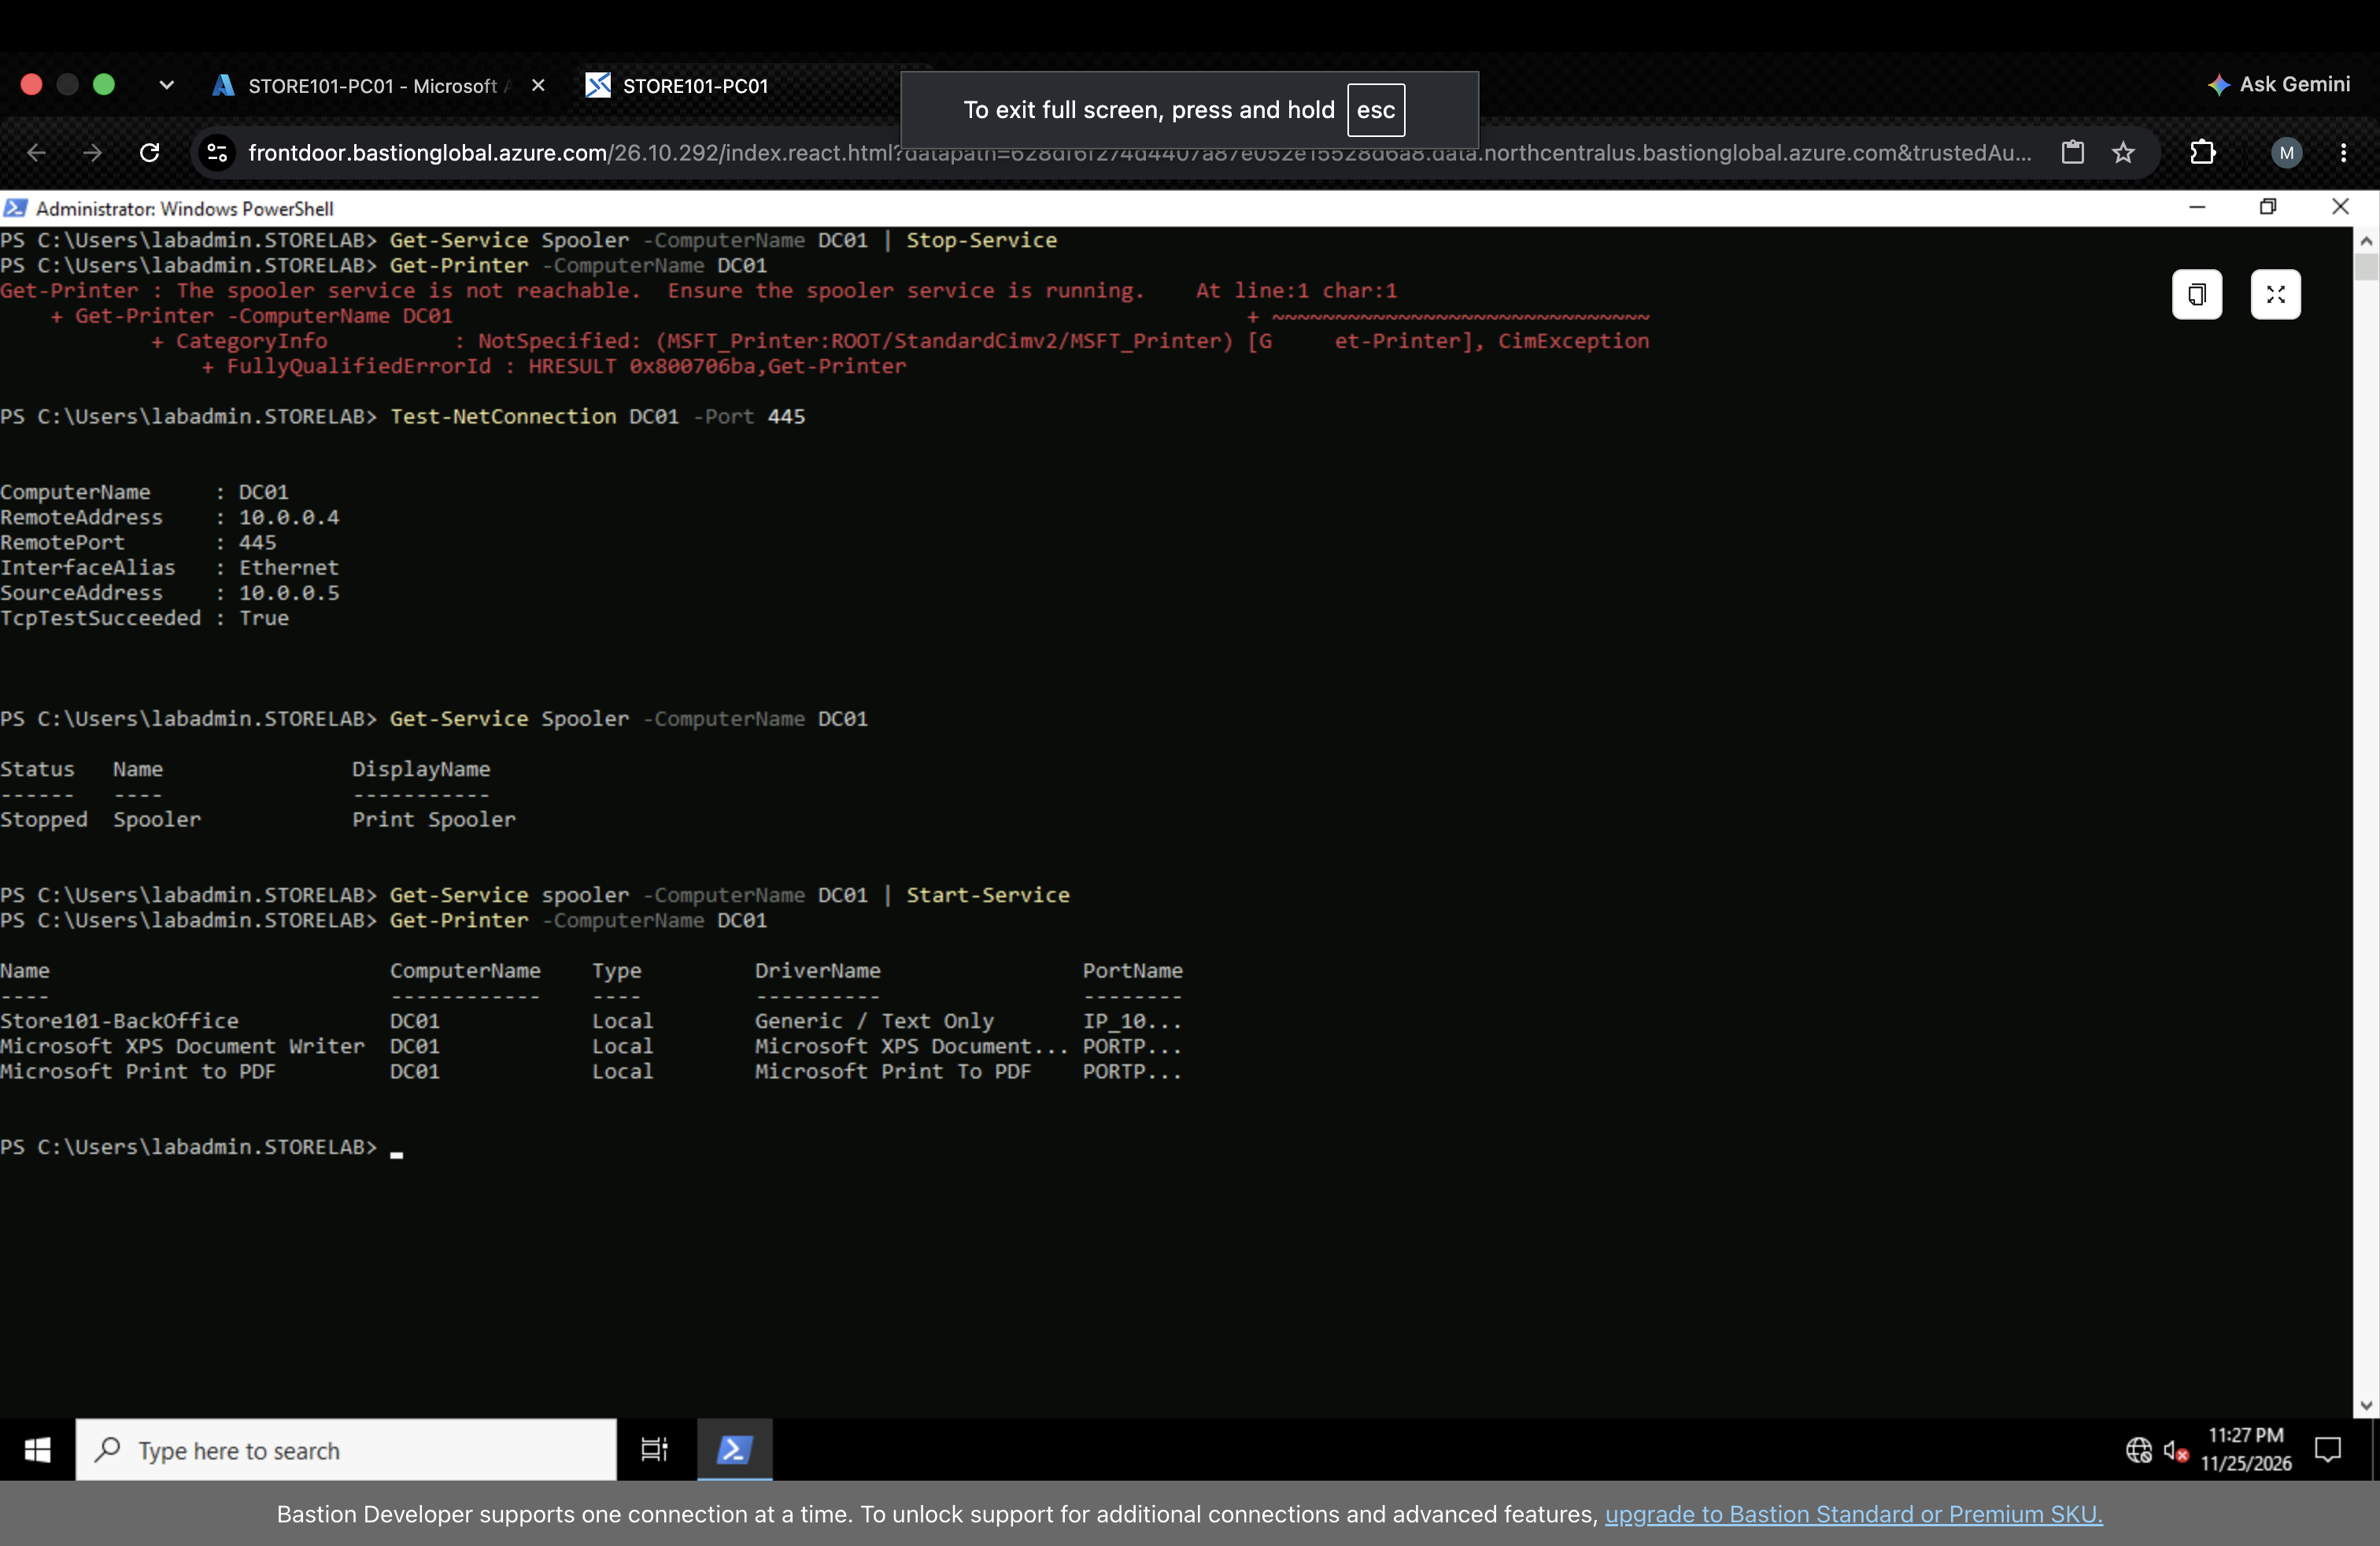 STORE101-PC01 - Microsoft A
STORE101-PC01
To exit full screen, press and hold esc
Ask Gemini
frontdoor.bastionglobal.azure.com/26.10.292/index.react.html?datapath=628df6f274d4407a87e052e15528d6a8.data.northcentralus.bastionglobal.azure.com&trustedAu...
M
Administrator: Windows PowerShell
PS C:\Users\labadmin.STORELAB> Get-Service Spooler -ComputerName DC01 | Stop-Service
PS C:\Users\labadmin.STORELAB> Get-Printer -ComputerName DC01
Get-Printer : The spooler service is not reachable.  Ensure the spooler service is running.    At line:1 char:1
    + Get-Printer -ComputerName DC01                                                               + ~~~~~~~~~~~~~~~~~~~~~~~~~~~~~~
            + CategoryInfo          : NotSpecified: (MSFT_Printer:ROOT/StandardCimv2/MSFT_Printer) [G     et-Printer], CimException
                + FullyQualifiedErrorId : HRESULT 0x800706ba,Get-Printer
PS C:\Users\labadmin.STORELAB> Test-NetConnection DC01 -Port 445
ComputerName     : DC01
RemoteAddress    : 10.0.0.4
RemotePort       : 445
InterfaceAlias   : Ethernet
SourceAddress    : 10.0.0.5
TcpTestSucceeded : True
PS C:\Users\labadmin.STORELAB> Get-Service Spooler -ComputerName DC01
Status   Name               DisplayName
------   ----               -----------
Stopped  Spooler            Print Spooler
PS C:\Users\labadmin.STORELAB> Get-Service spooler -ComputerName DC01 | Start-Service
PS C:\Users\labadmin.STORELAB> Get-Printer -ComputerName DC01
Name                           ComputerName    Type         DriverName                PortName
----                           ------------    ----         ----------                --------
Store101-BackOffice            DC01            Local        Generic / Text Only       IP_10...
Microsoft XPS Document Writer  DC01            Local        Microsoft XPS Document... PORTP...
Microsoft Print to PDF         DC01            Local        Microsoft Print To PDF    PORTP...
PS C:\Users\labadmin.STORELAB>
Type here to search
11:27 PM
11/25/2026
Bastion Developer supports one connection at a time. To unlock support for additional connections and advanced features, upgrade to Bastion Standard or Premium SKU.